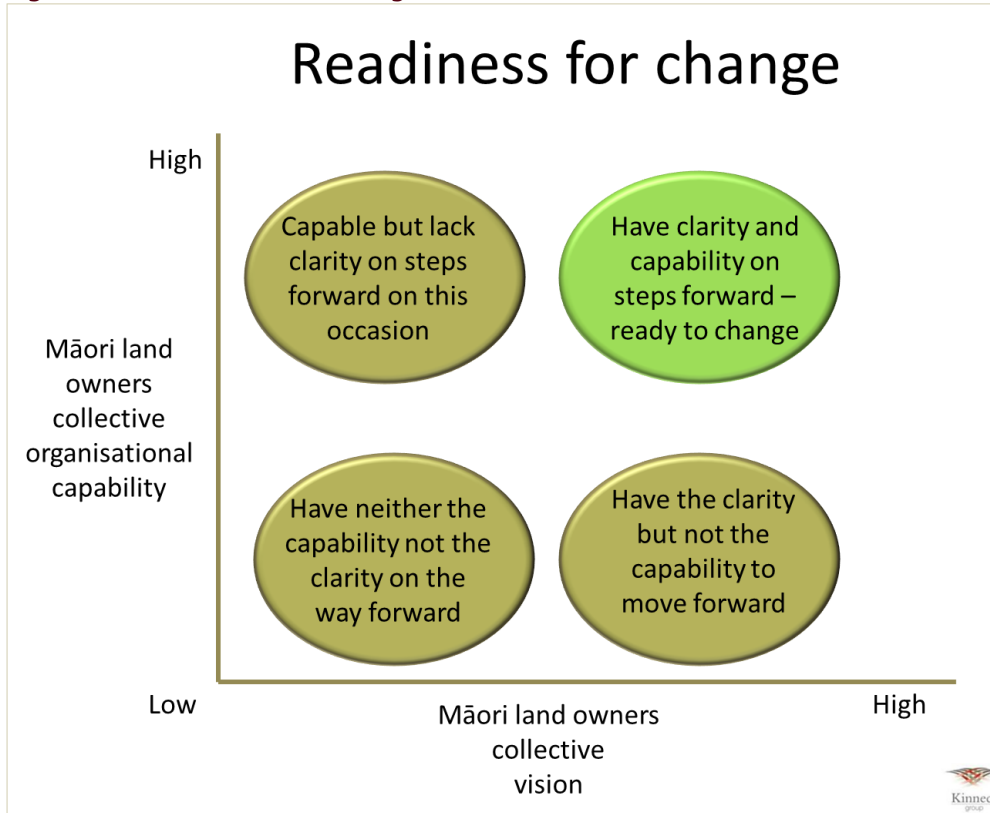 Readiness for change
High
Capable but lack
clarity on steps
forward on this
occasion
Have clarity and
capability on
steps forward –
ready to change
Māori land
owners
collective
organisational
capability
Have neither the
capability not the
clarity on the
way forward
Have the clarity
but not the
capability to
move forward
Low
Māori land owners
collective
vision
High
group